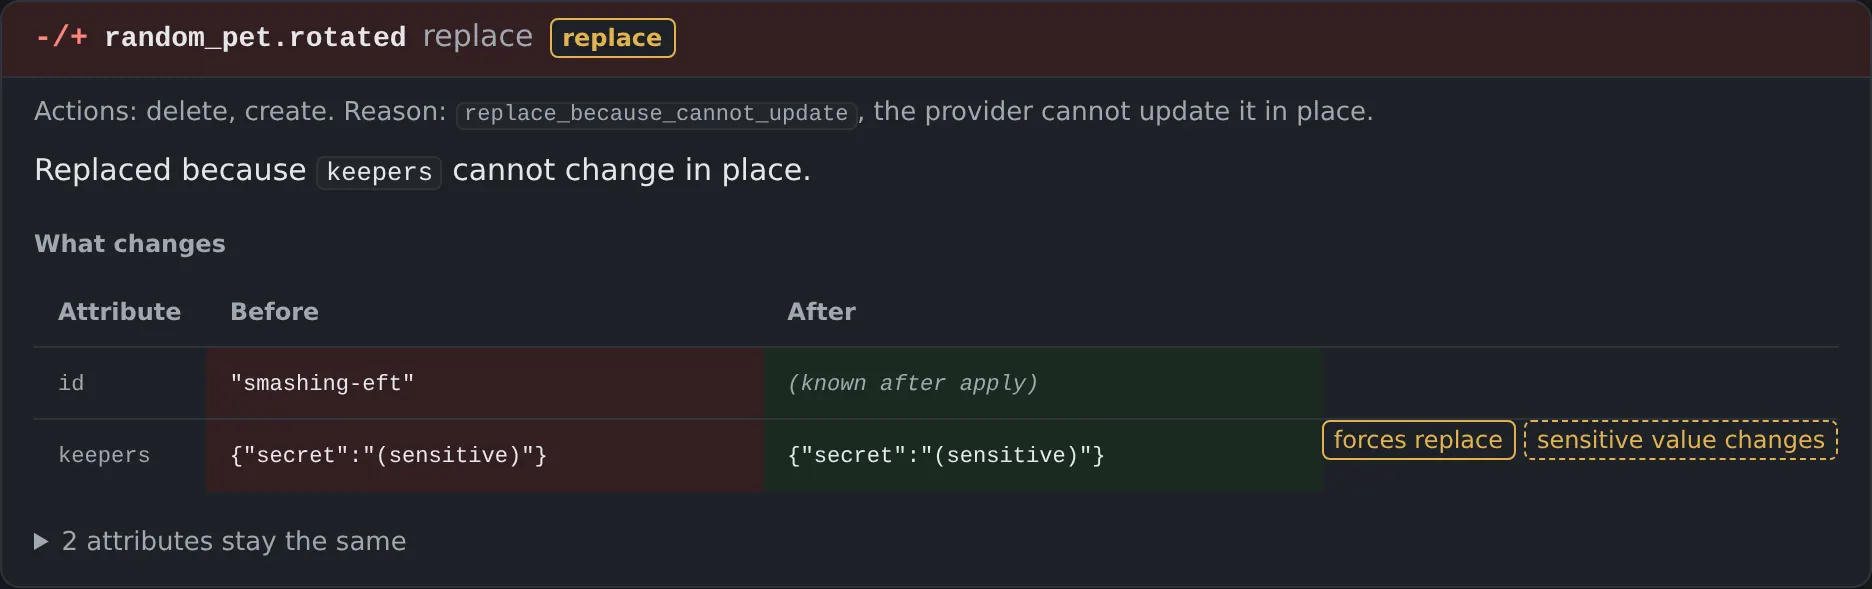 -/+ random_pet.rotated replace replace
Actions: delete, create. Reason: replace_because_cannot_update, the provider cannot update it in place.
Replaced because keepers cannot change in place.
What changes
Attribute Before After
id "smashing-eft" (known after apply)
keepers {"secret":"(sensitive)"} {"secret":"(sensitive)"} forces replace sensitive value changes
▶ 2 attributes stay the same